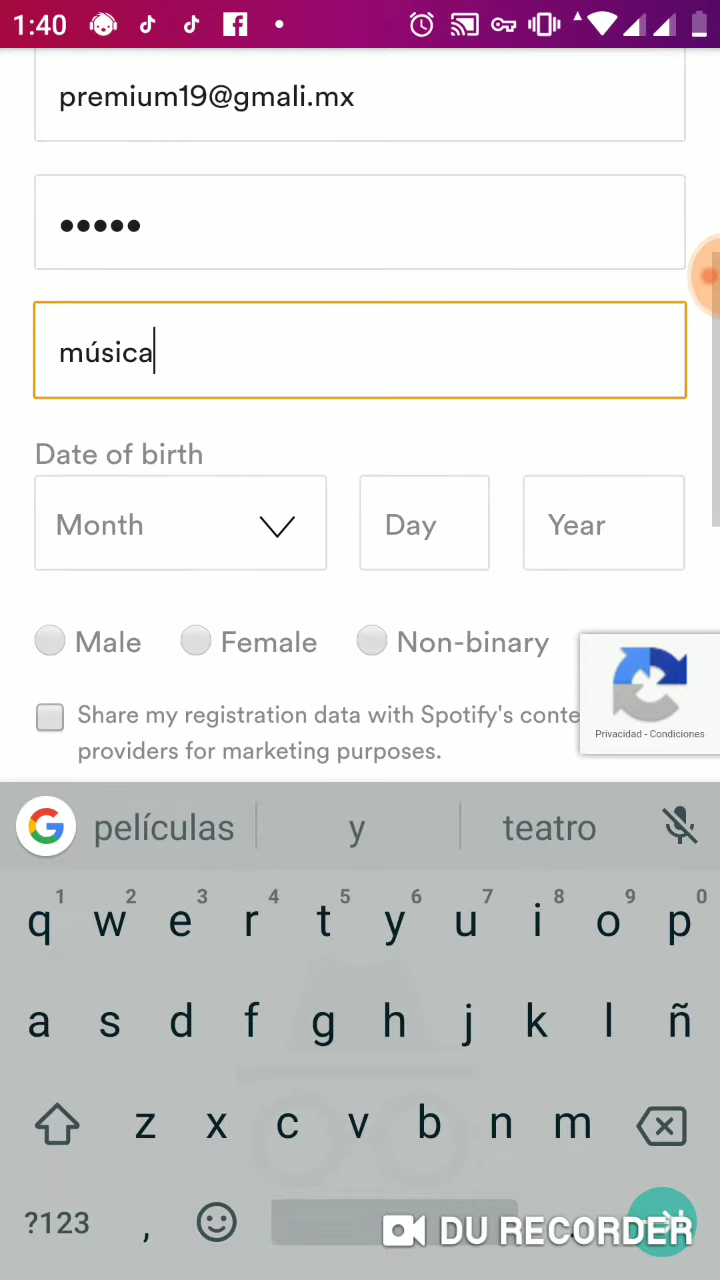 1:40
premium19@gmali.mx
•••••
música
Date of birth
Month
Day
Year
Male
Female
Non-binary
Share my registration data with Spotify's conte
providers for marketing purposes.
Privacidad - Condiciones
películas
y
teatro
1 2 3 4 5 6 7 8 9 0
q w e r t y u i o p
a s d f g h j k l ñ
z x c v b n m
?123 ,
DU RECORDER